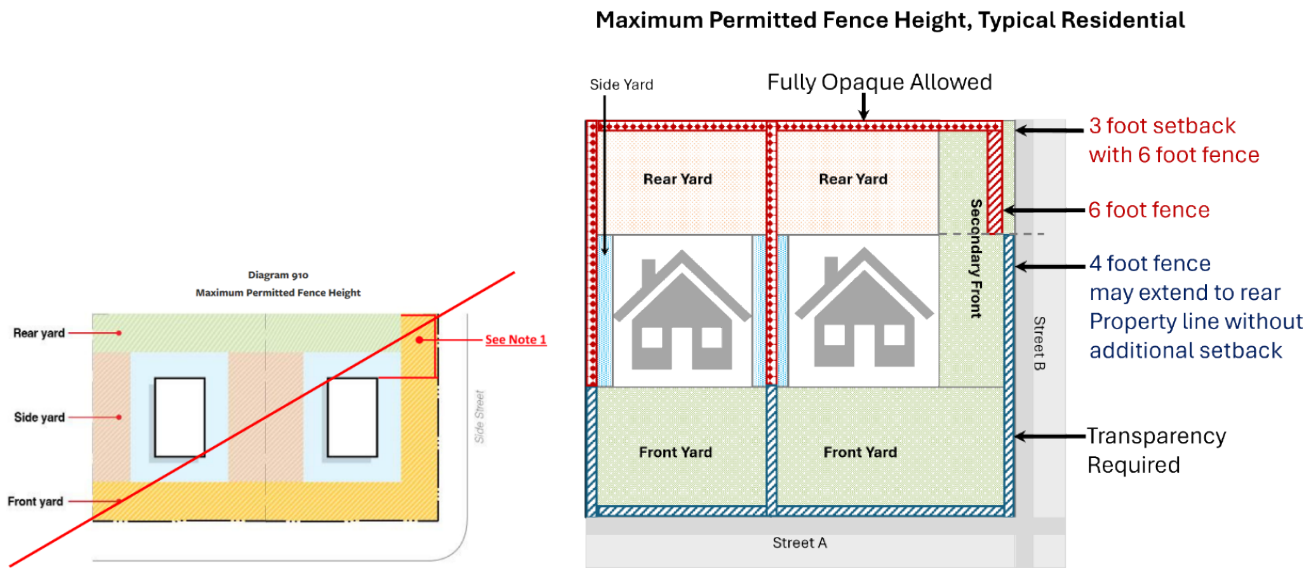 Maximum Permitted Fence Height, Typical Residential
Side Yard
Fully Opaque Allowed
3 foot setback
with 6 foot fence
Rear Yard
Rear Yard
6 foot fence
Secondary Front
4 foot fence
may extend to rear
Property line without
additional setback
Street B
Transparency
Required
Front Yard
Front Yard
Street A
Diagram 910
Maximum Permitted Fence Height
Rear yard
See Note 1
Side yard
Side Street
Front yard